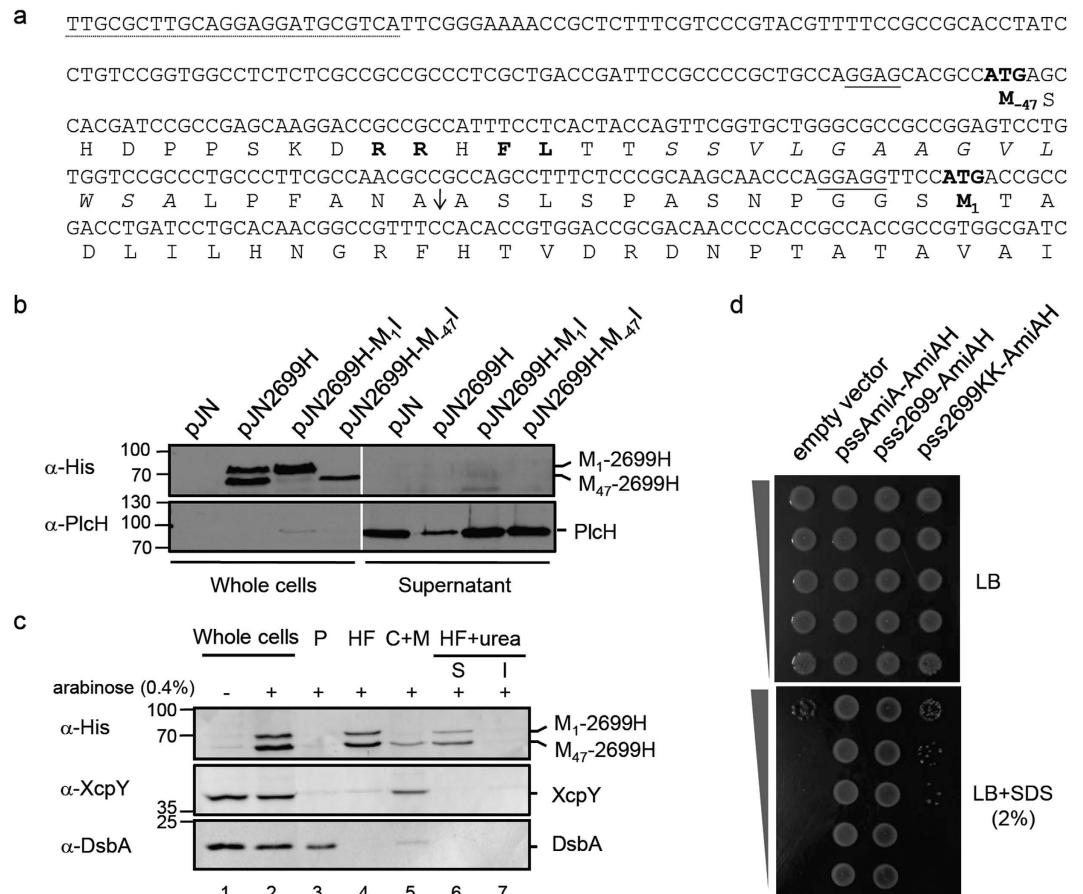 a
TTGCGCTTGCAGGAGGATGCGTCATTCGGGAAAACCGCTCTTTCGTCCGTACGTTTTCCGCCGCACCTATC
CTGTCCGGTGGCCTCTCTCGCCGCCGCCCTCGCTGACCGATTCCGCCCCGCTGCCAGGAGCACGCCATGAGC
M-47 S
CACGATCCGCCGAGCAAGGACCGCCGCCATTTCCTCACTACCAGTTCGGTGCTGGGCGCCGCCGGAGTCCTG
H D P P S K D R R H F L T T S S V L G A A G V L
TGGTCCGCCCTGCCCTTCGCCAACGCCGCCAGCCTTTCTCCCGCAAGCAACCCAGGAGGTTCCATGACCGCC
W S A L P F A N A ↓ A S L S P A S N P G G S M1 T A
GACCTGATCCTGCACAACGGCCGTTTCCACACCGTGGACCGCGACAACCCCACCGCCACCGCCGTGGCGATC
D L I L H N G R F H T V D R D N P T A T A V A I
b
pJN pJN2699H pJN2699H-M1I pJN2699H-M-47I pJN pJN2699H pJN2699H-M1I pJN2699H-M-47I
α-His 100 70 M1-2699H M47-2699H
α-PlcH 130 100 70 PlcH
Whole cells Supernatant
c
Whole cells P HF C+M HF+urea
S I
arabinose (0.4%) - + + + + + +
α-His 100 70 M1-2699H M47-2699H
α-XcpY 35 XcpY
α-DsbA 25 DsbA
1 2 3 4 5 6 7
d
empty vector pssAmiA-AmiAH pss2699-AmiAH pss2699KK-AmiAH
LB
LB+SDS
(2%)